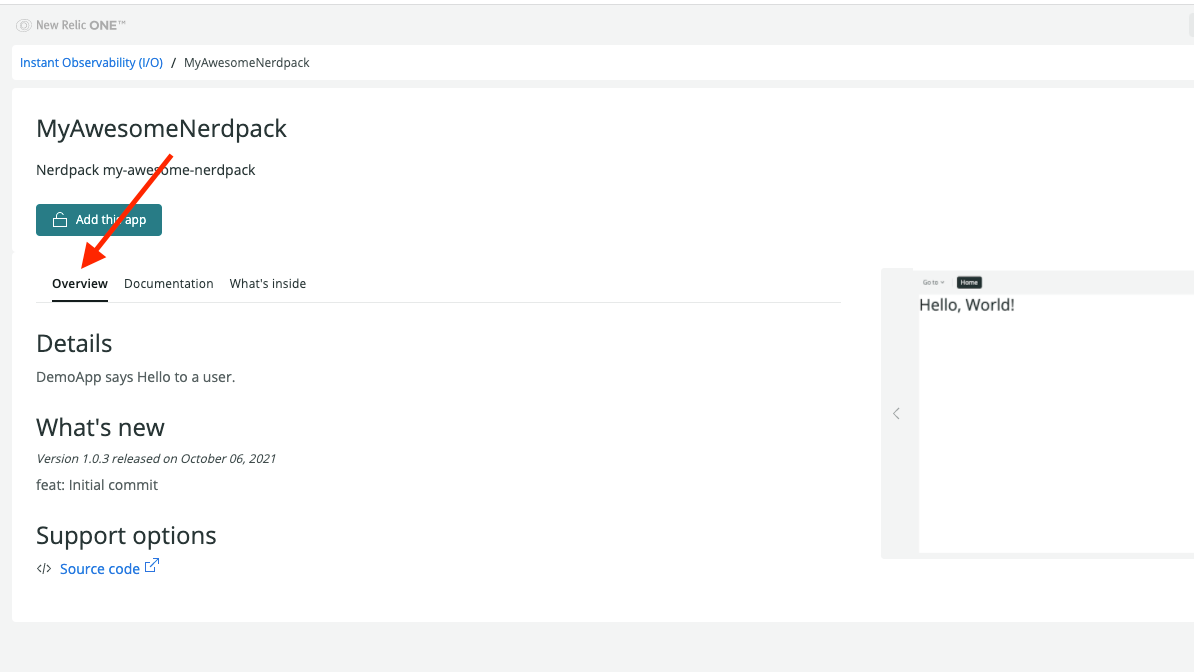 New Relic ONE™
Instant Observability (I/O) / MyAwesomeNerdpack
MyAwesomeNerdpack
Nerdpack my-awesome-nerdpack
Add this app
Overview Documentation What's inside
Details
DemoApp says Hello to a user.
What's new
Version 1.0.3 released on October 06, 2021
feat: Initial commit
Support options
</> Source code
Go to Home
Hello, World!